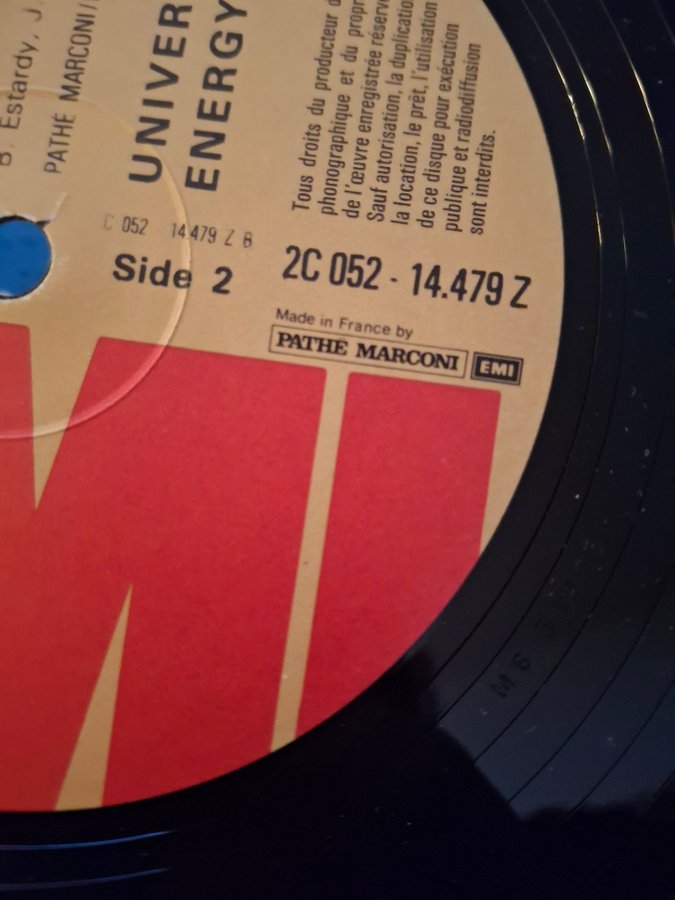 B. Estardy, J.
PATHÉ MARCONI/
UNIVER
ENERGY
Tous droits du producteur d
phonographique et du propr
de l'œuvre enregistrée réserv
Sauf autorisation, la duplicatio
la location, le prêt, l'utilisation
de ce disque pour exécution
publique et radiodiffusion
sont interdits.
C 052 14479 Z B
Side 2
2C 052 - 14.479 Z
Made in France by
PATHE MARCONI EMI
M 6